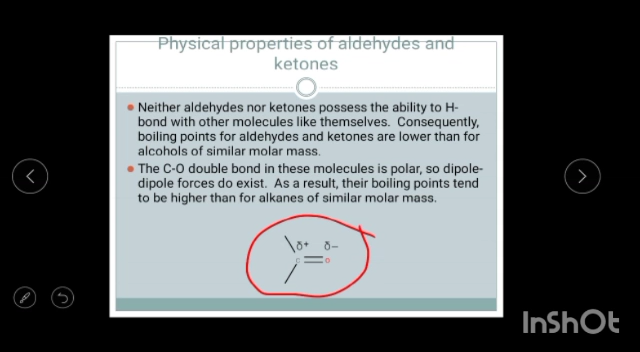 Physical properties of aldehydes and
ketones
Neither aldehydes nor ketones possess the ability to H-
bond with other molecules like themselves. Consequently,
boiling points for aldehydes and ketones are lower than for
alcohols of similar molar mass.
The C-O double bond in these molecules is polar, so dipole-
dipole forces do exist. As a result, their boiling points tend
to be higher than for alkanes of similar molar mass.
δ+ δ−
C O
InShOt